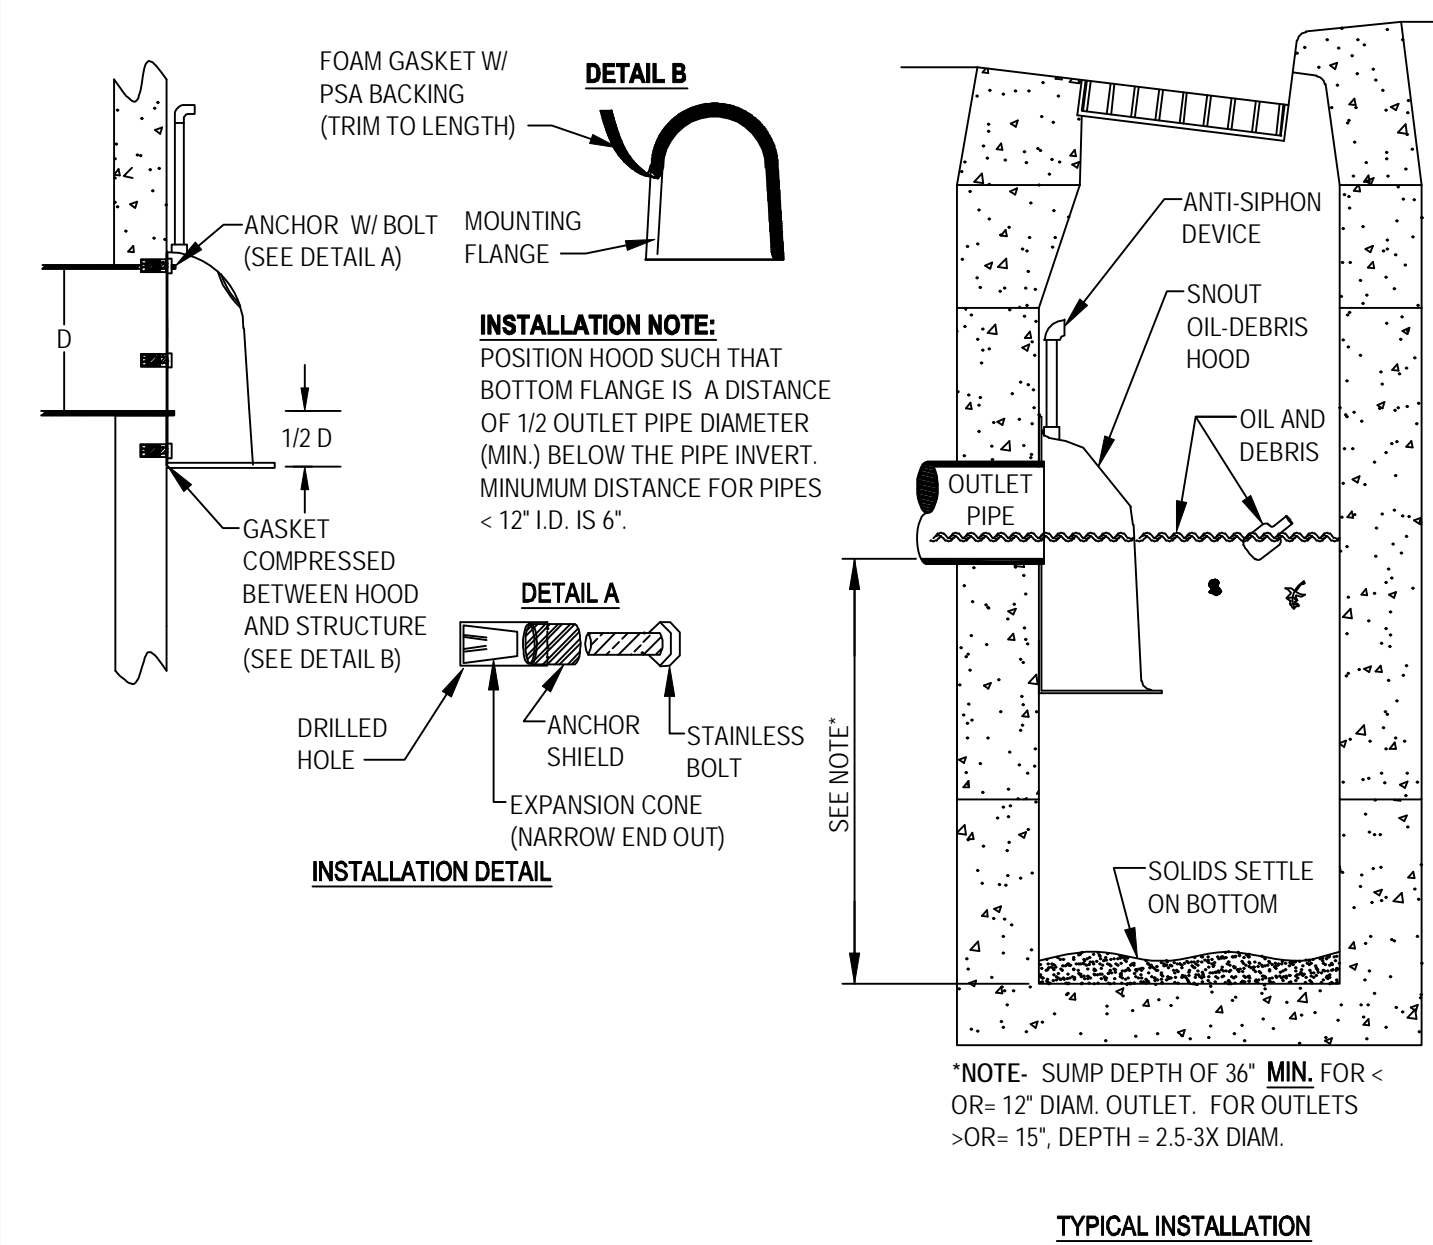 FOAM GASKET W/
PSA BACKING
(TRIM TO LENGTH)
DETAIL B
ANCHOR W/ BOLT
(SEE DETAIL A)
MOUNTING
FLANGE
D
1/2 D
INSTALLATION NOTE:
POSITION HOOD SUCH THAT
BOTTOM FLANGE IS A DISTANCE
OF 1/2 OUTLET PIPE DIAMETER
(MIN.) BELOW THE PIPE INVERT.
MINUMUM DISTANCE FOR PIPES
< 12" I.D. IS 6".
GASKET
COMPRESSED
BETWEEN HOOD
AND STRUCTURE
(SEE DETAIL B)
DETAIL A
DRILLED
HOLE
ANCHOR
SHIELD
STAINLESS
BOLT
EXPANSION CONE
(NARROW END OUT)
INSTALLATION DETAIL
ANTI-SIPHON
DEVICE
SNOUT
OIL-DEBRIS
HOOD
OIL AND
DEBRIS
OUTLET
PIPE
SEE NOTE*
SOLIDS SETTLE
ON BOTTOM
*NOTE- SUMP DEPTH OF 36" MIN. FOR <
OR= 12" DIAM. OUTLET. FOR OUTLETS
>OR= 15", DEPTH = 2.5-3X DIAM.
TYPICAL INSTALLATION